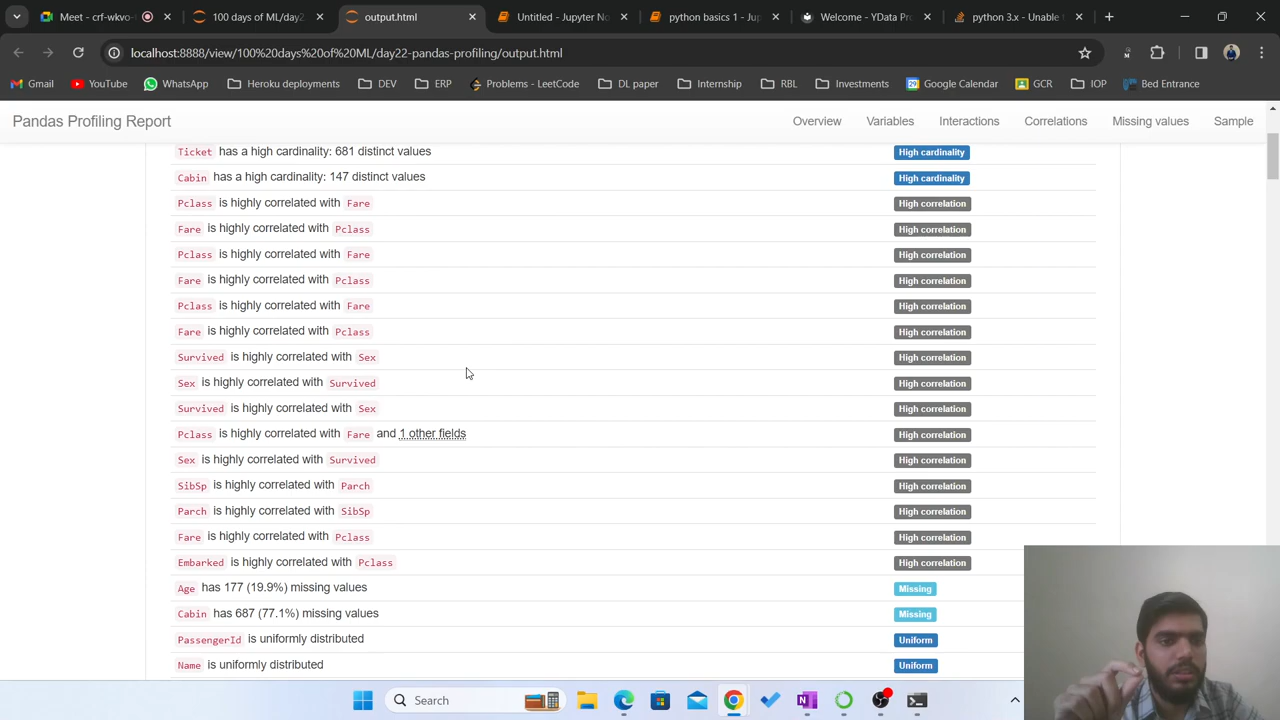 Meet - crf-wkvo-
100 days of ML/day2
output.html
Untitled - Jupyter No
python basics 1 - Jup
Welcome - YData Pro
python 3.x - Unable t
localhost:8888/view/100%20days%20of%20ML/day22-pandas-profiling/output.html
Gmail
YouTube
WhatsApp
Heroku deployments
DEV
ERP
Problems - LeetCode
DL paper
Internship
RBL
Investments
Google Calendar
GCR
IOP
Bed Entrance
Pandas Profiling Report
Overview
Variables
Interactions
Correlations
Missing values
Sample
Ticket has a high cardinality: 681 distinct values High cardinality
Cabin has a high cardinality: 147 distinct values High cardinality
Pclass is highly correlated with Fare High correlation
Fare is highly correlated with Pclass High correlation
Pclass is highly correlated with Fare High correlation
Fare is highly correlated with Pclass High correlation
Pclass is highly correlated with Fare High correlation
Fare is highly correlated with Pclass High correlation
Survived is highly correlated with Sex High correlation
Sex is highly correlated with Survived High correlation
Survived is highly correlated with Sex High correlation
Pclass is highly correlated with Fare and 1 other fields High correlation
Sex is highly correlated with Survived High correlation
SibSp is highly correlated with Parch High correlation
Parch is highly correlated with SibSp High correlation
Fare is highly correlated with Pclass High correlation
Embarked is highly correlated with Pclass High correlation
Age has 177 (19.9%) missing values Missing
Cabin has 687 (77.1%) missing values Missing
PassengerId is uniformly distributed Uniform
Name is uniformly distributed Uniform
Search